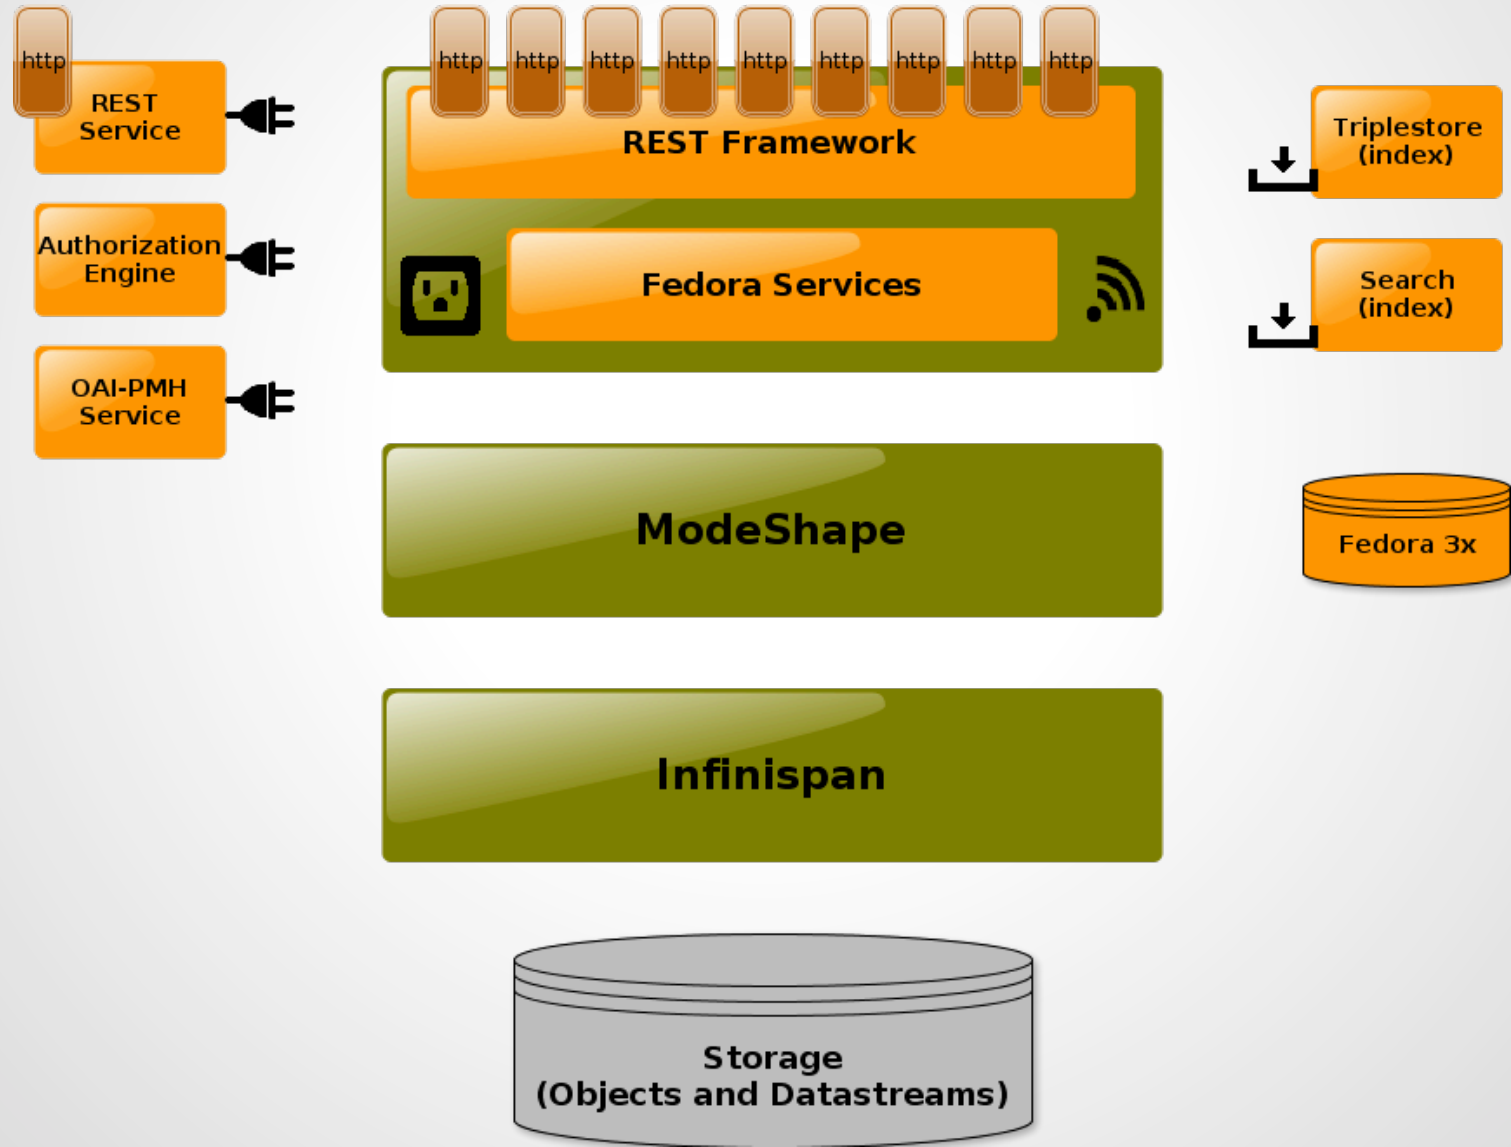 http
http http http http http http http http http
REST
Service
REST Framework
Triplestore
(index)
Authorization
Engine
Fedora Services
Search
(index)
OAI-PMH
Service
ModeShape
Fedora 3x
Infinispan
Storage
(Objects and Datastreams)